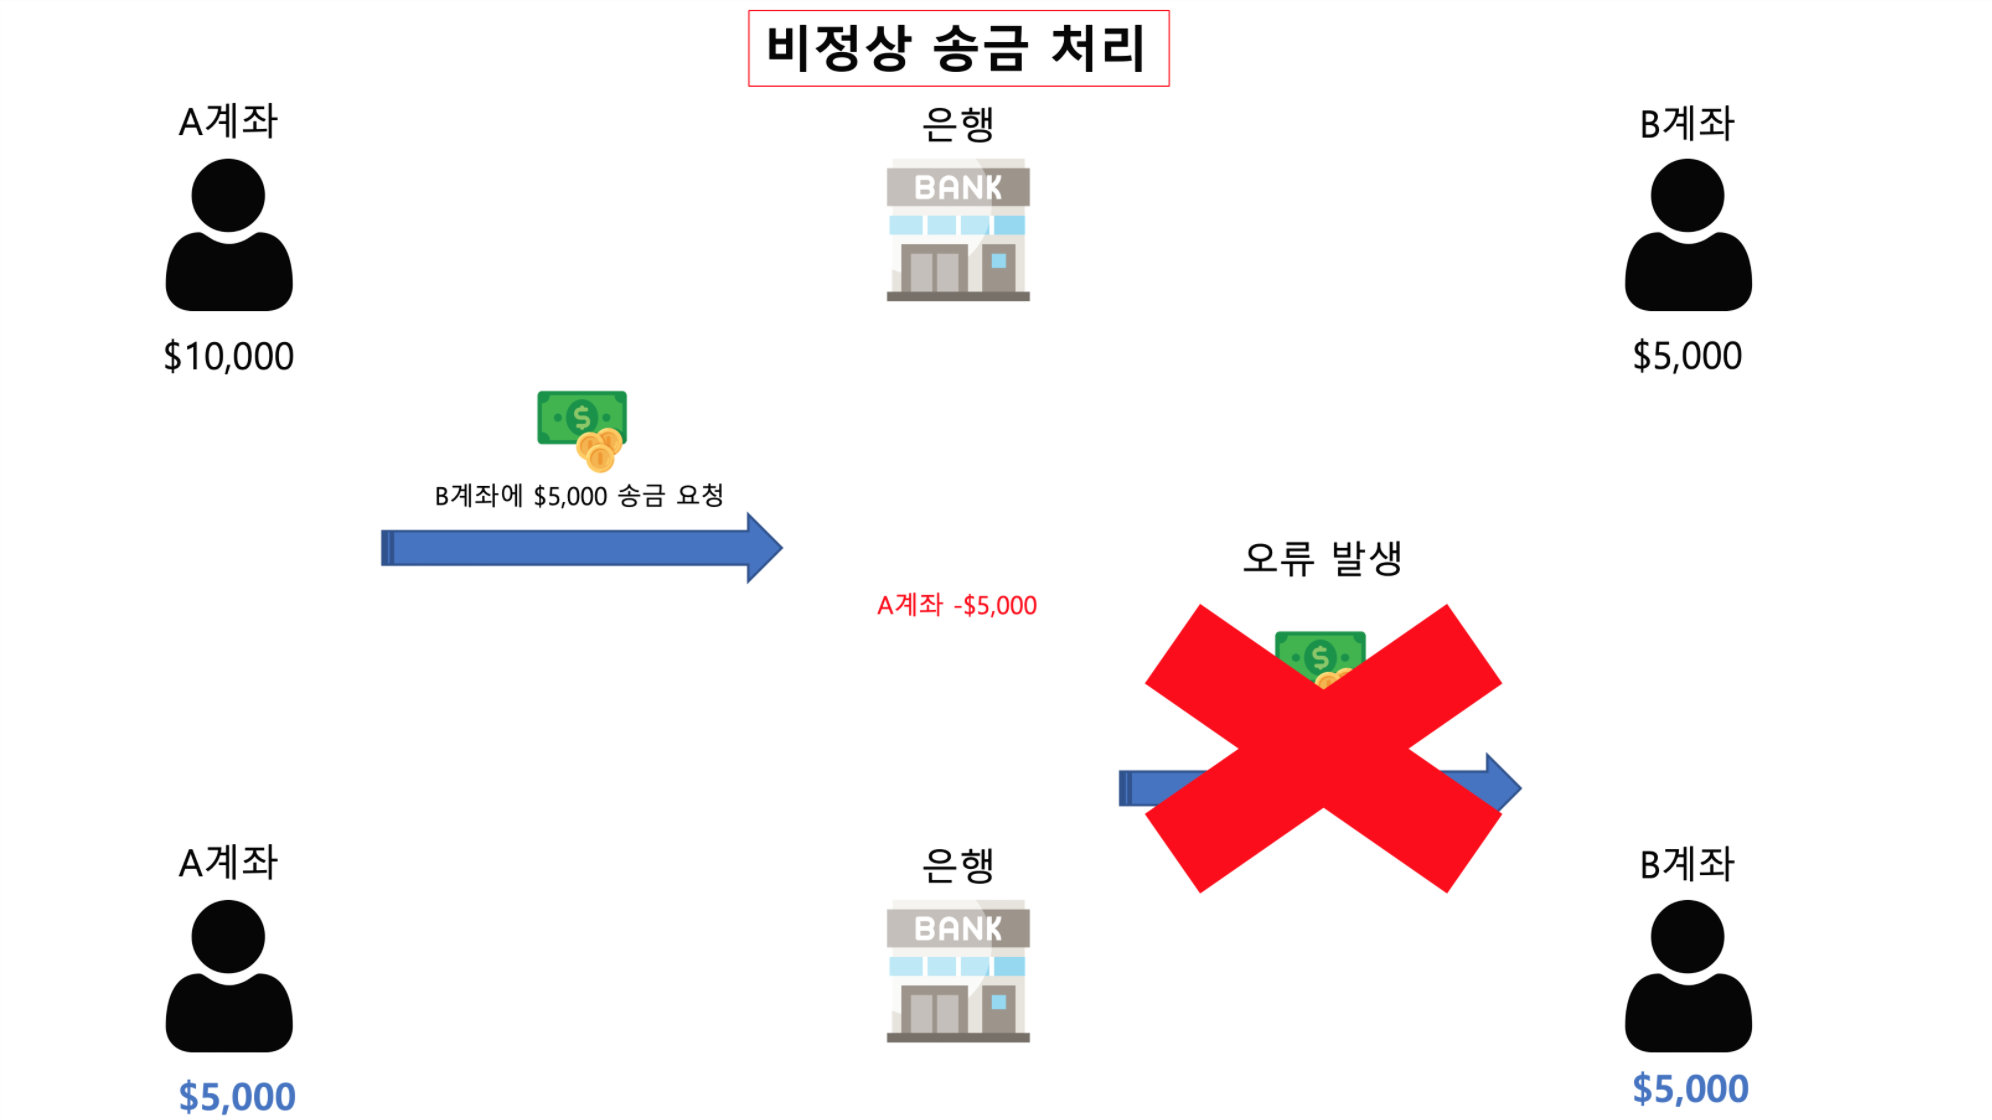 비정상 송금 처리
A계좌
은행
B계좌
BANK
$10,000
$5,000
B계좌에 $5,000 송금 요청
오류 발생
A계좌 -$5,000
A계좌
은행
B계좌
BANK
$5,000
$5,000